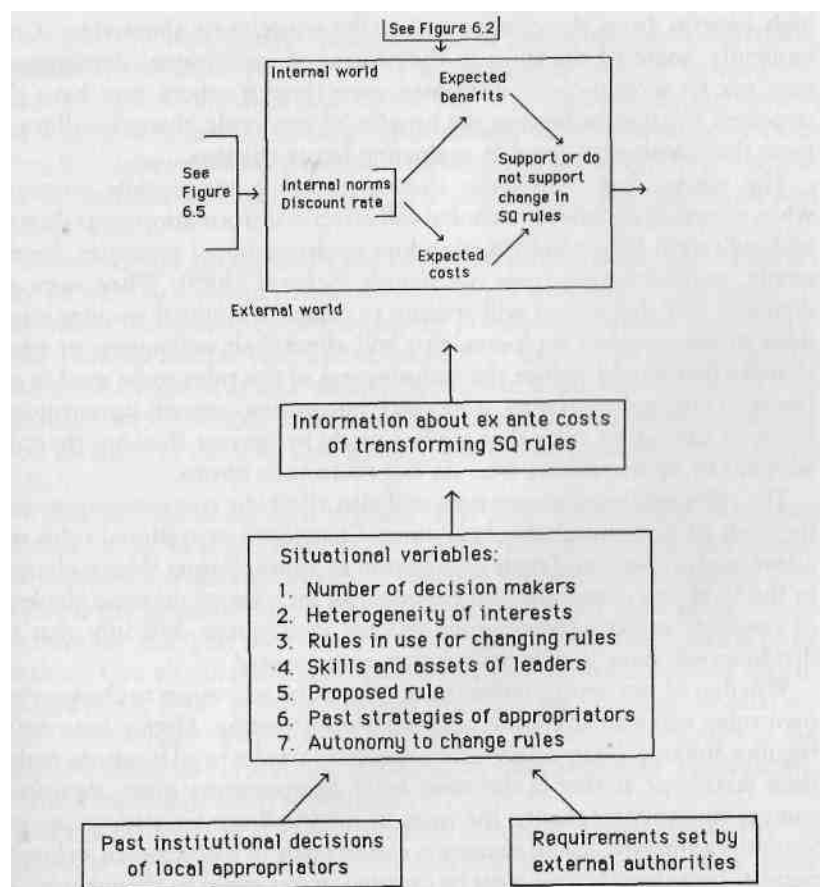 See Figure 6.2
Internal world
Expected
benefits
See
Figure
6.5
Internal norms
Discount rate
Support or do
not support
change in
SQ rules
Expected
costs
External world
Information about ex ante costs
of transforming SQ rules
Situational variables:
1. Number of decision makers
2. Heterogeneity of interests
3. Rules in use for changing rules
4. Skills and assets of leaders
5. Proposed rule
6. Past strategies of appropriators
7. Autonomy to change rules
Past institutional decisions
of local appropriators
Requirements set by
external authorities